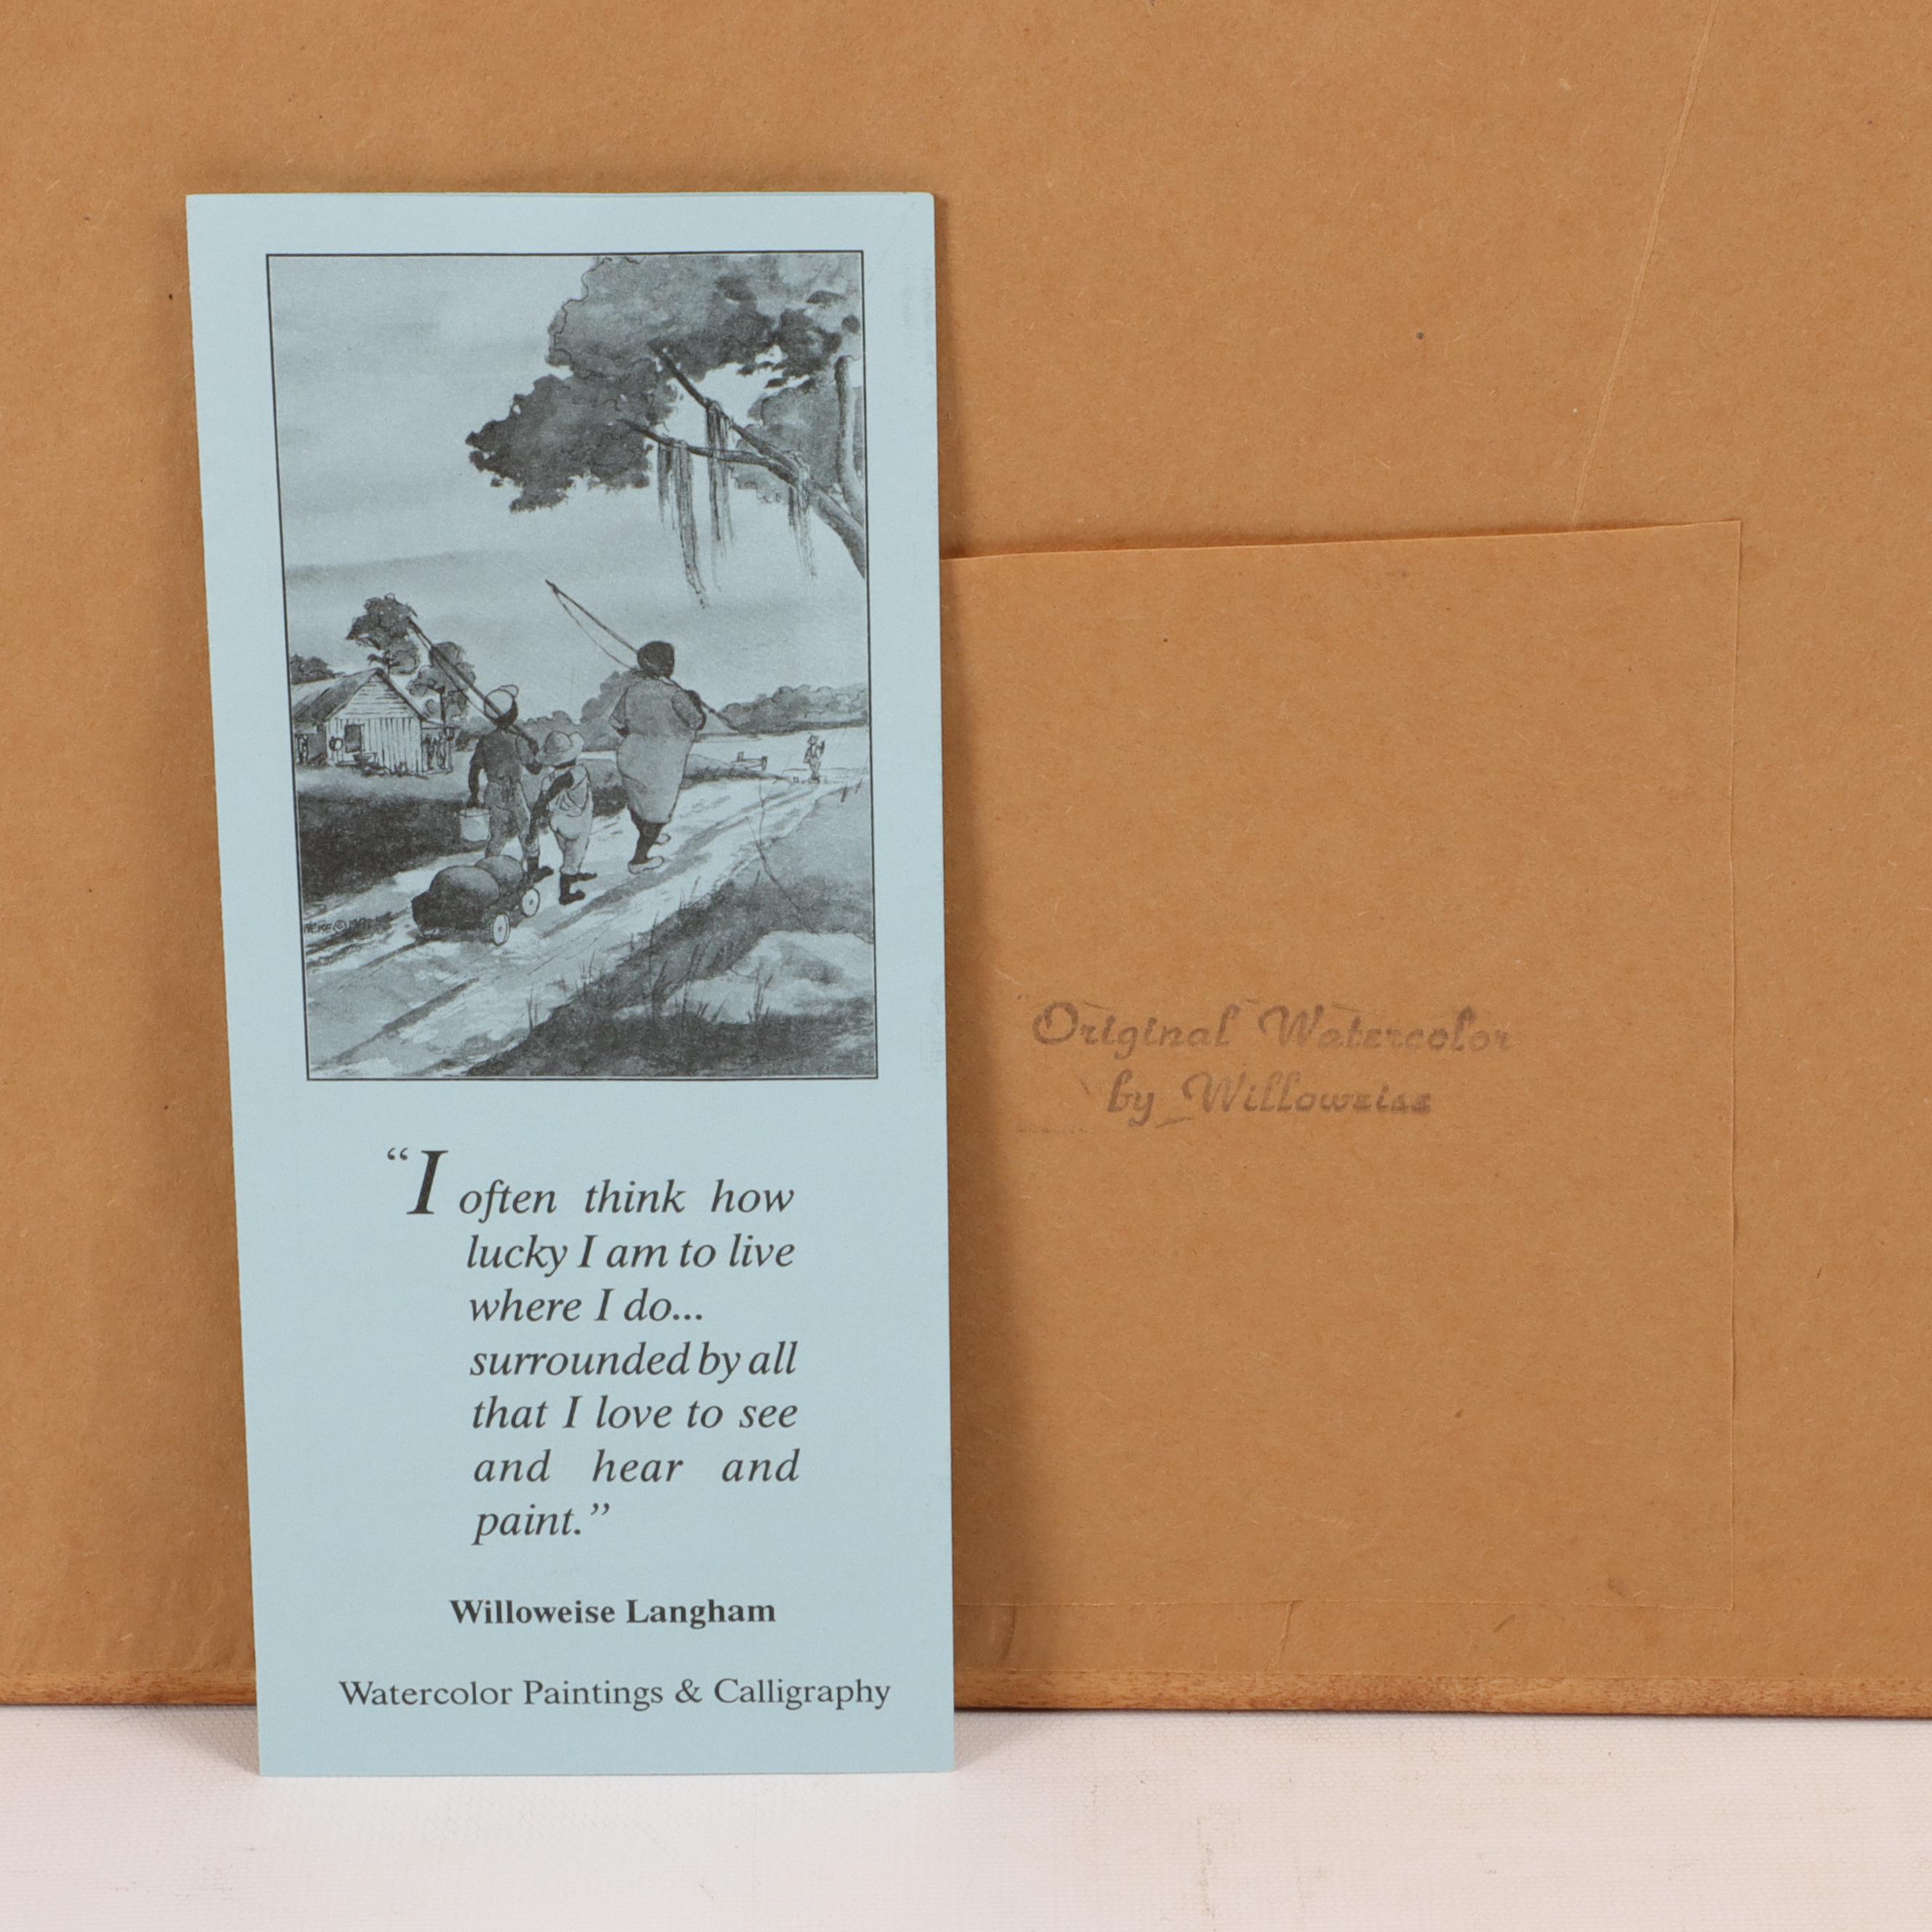 “I often think how
lucky I am to live
where I do...
surrounded by all
that I love to see
and hear and
paint.”
Willoweise Langham
Watercolor Paintings & Calligraphy
Original Watercolor
by Willoweise